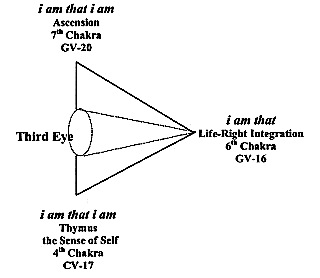 i am that i am
Ascension
7th Chakra
GV-20
Third Eye
i am that
Life-Right Integration
6th Chakra
GV-16
i am that i am
Thymus
the Sense of Self
4th Chakra
CV-17